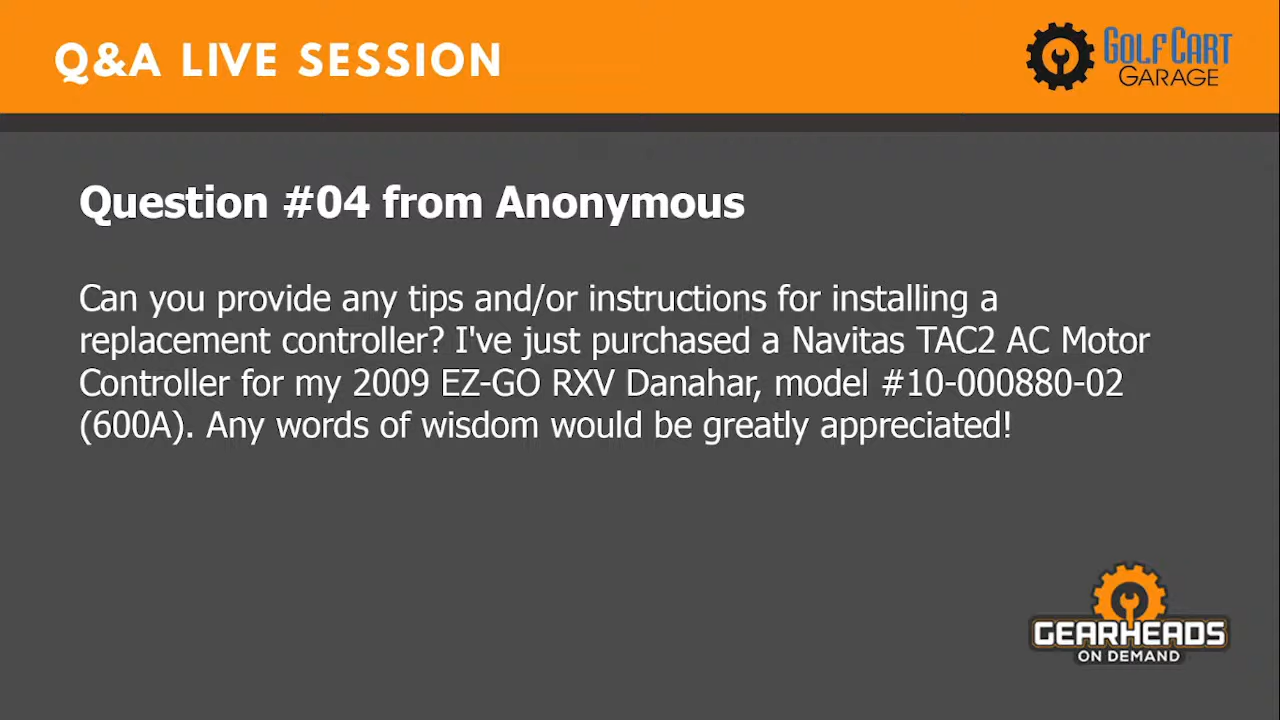 Q&A LIVE SESSION
GOLF CART
GARAGE
Question #04 from Anonymous
Can you provide any tips and/or instructions for installing a
replacement controller? I've just purchased a Navitas TAC2 AC Motor
Controller for my 2009 EZ-GO RXV Danahar, model #10-000880-02
(600A). Any words of wisdom would be greatly appreciated!
GEARHEADS
ON DEMAND